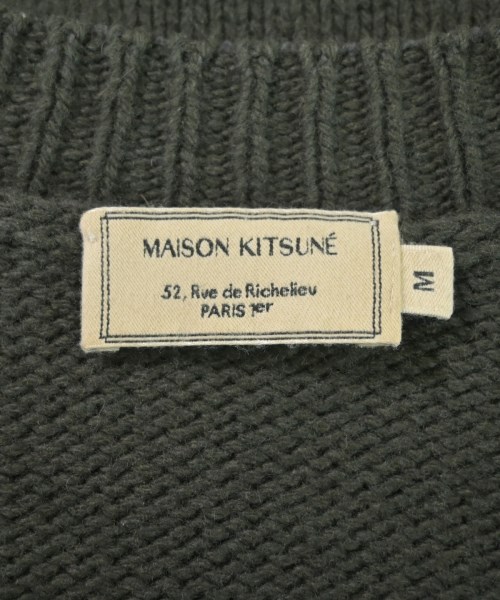 MAISON KITSUNÉ
52, Rue de Richelieu
PARIS 1er
M